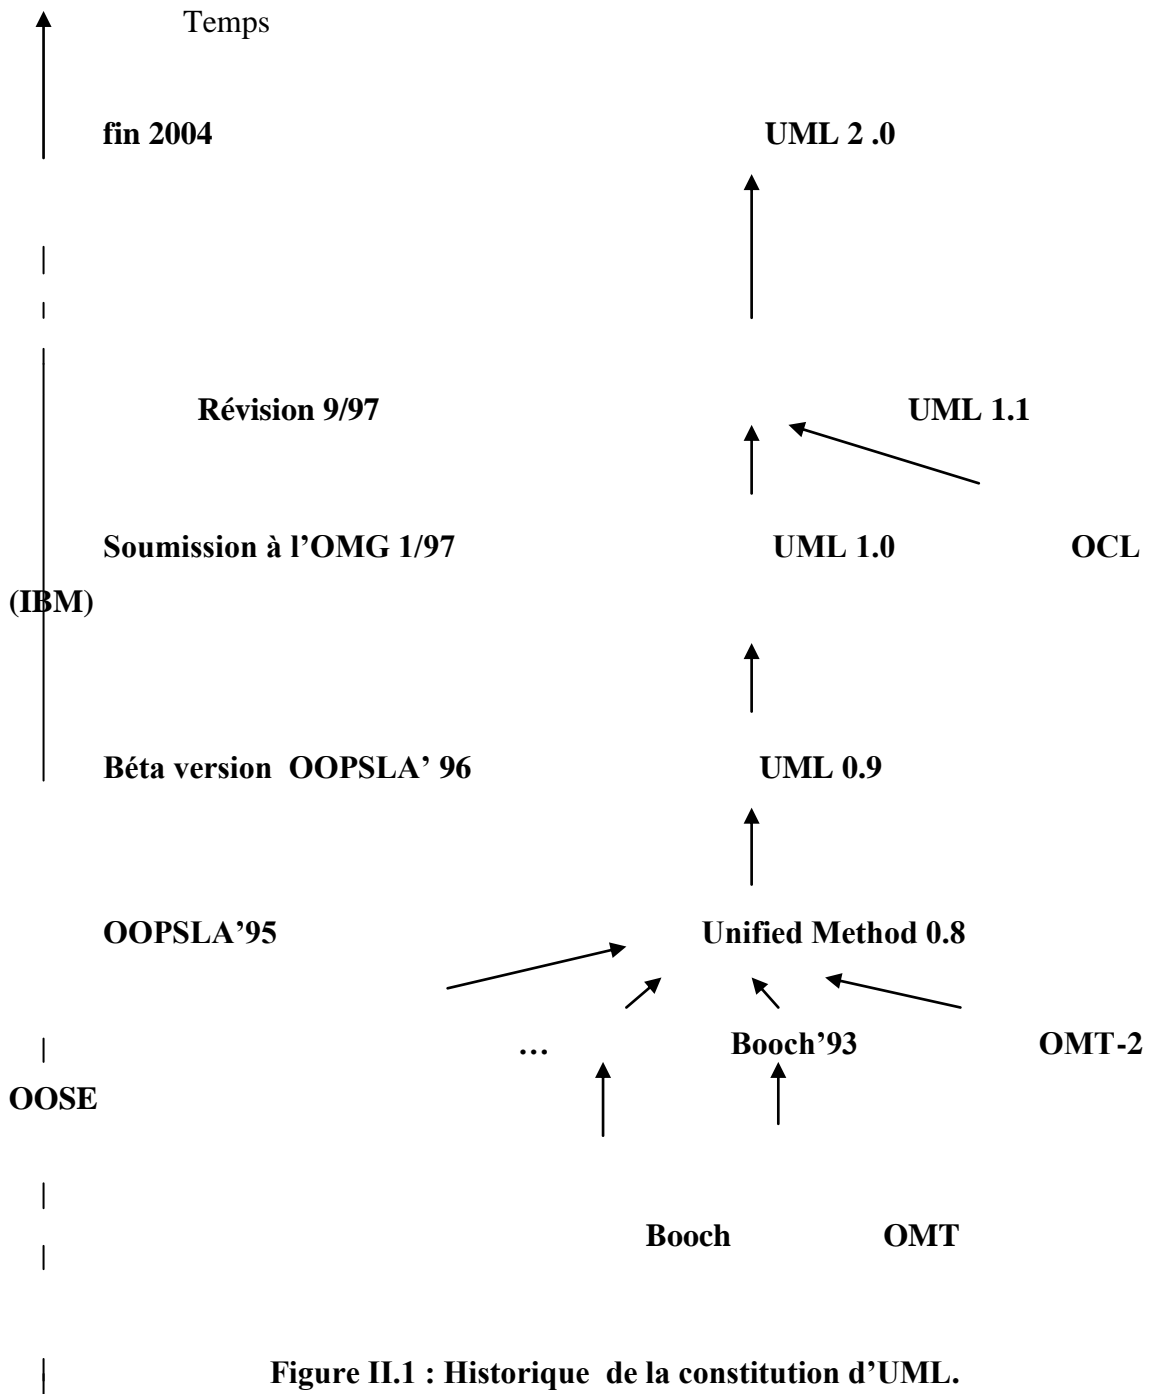 Temps
fin 2004 UML 2 .0
Révision 9/97 UML 1.1
Soumission à l’OMG 1/97 UML 1.0 OCL
(IBM)
Béta version OOPSLA’ 96 UML 0.9
OOPSLA’95 Unified Method 0.8
… Booch’93 OMT-2
OOSE
Booch OMT
Figure II.1 : Historique de la constitution d’UML.